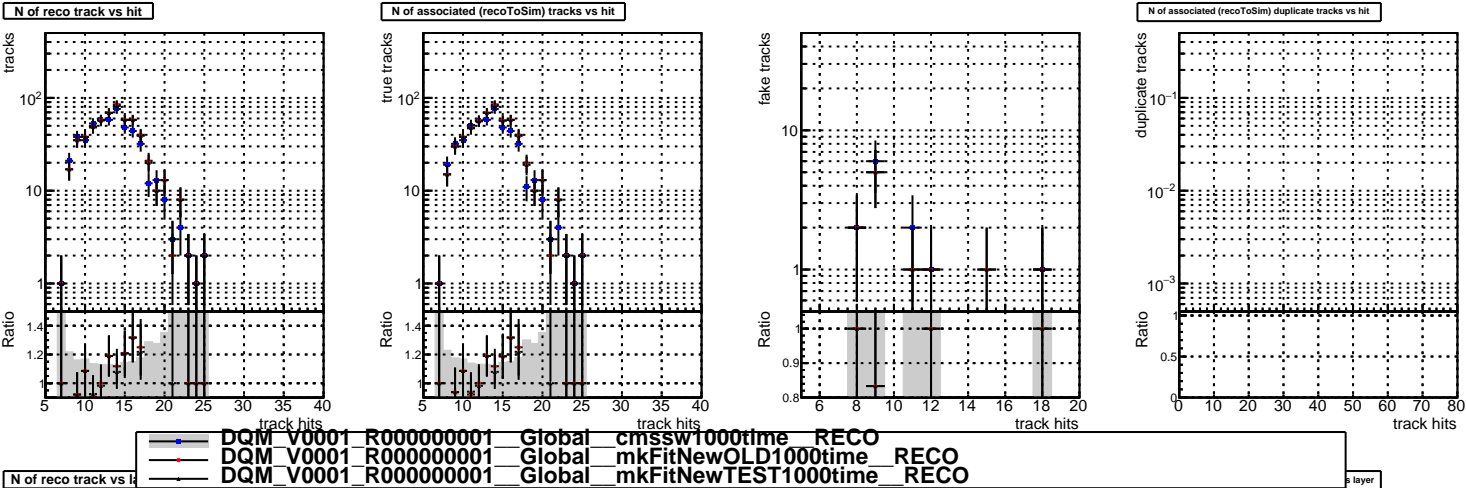 N of reco track vs hit
N of associated (recoToSim) tracks vs hit
N of associated (recoToSim) duplicate tracks vs hit
tracks
10²
10
1
Ratio
1.4
1.2
1
5 10 15 20 25 30 35 40
track hits
true tracks
10²
10
1
Ratio
1.4
1.2
1
5 10 15 20 25 30 35 40
track hits
fake tracks
10
1
Ratio
1
0.9
0.8
6 8 10 12 14 16 18 20
track hits
duplicate tracks
10⁻¹
10⁻²
10⁻³
Ratio
1
0.5
0
0 10 20 30 40 50 60 70 80
track hits
DQM_V0001_R000000001__Global__cmssw1000time__RECO
DQM_V0001_R000000001__Global__mkFitNewOLD1000time__RECO
DQM_V0001_R000000001__Global__mkFitNewTEST1000time__RECO
N of reco track vs
s layer